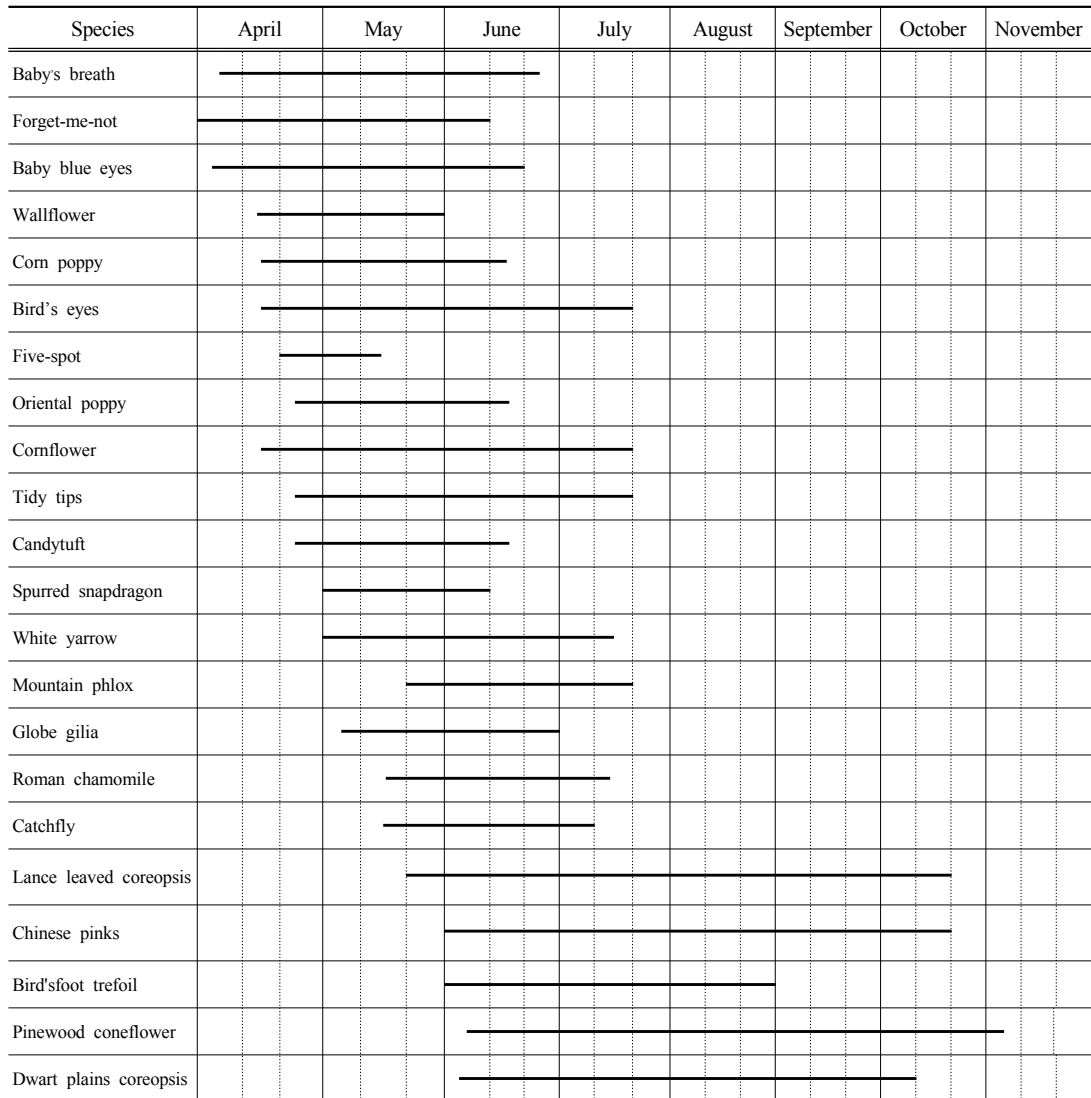 Species April May June July August September October November
Baby's breath
Forget-me-not
Baby blue eyes
Wallflower
Corn poppy
Bird's eyes
Five-spot
Oriental poppy
Cornflower
Tidy tips
Candytuft
Spurred snapdragon
White yarrow
Mountain phlox
Globe gilia
Roman chamomile
Catchfly
Lance leaved coreopsis
Chinese pinks
Bird'sfoot trefoil
Pinewood coneflower
Dwart plains coreopsis